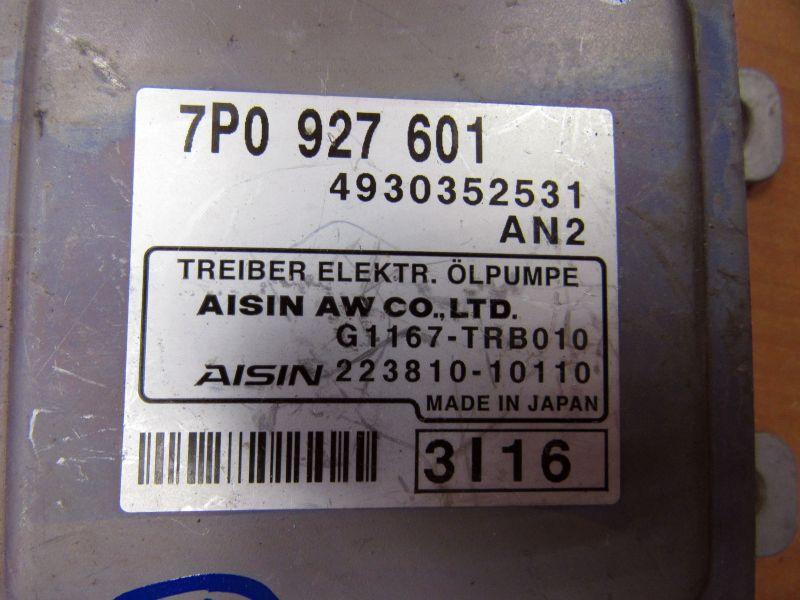 7P0 927 601
4930352531
AN2
TREIBER ELEKTR. ÖLPUMPE
AISIN AW CO.,LTD.
G1167-TRB010
AISIN 223810-10110
MADE IN JAPAN
3I16